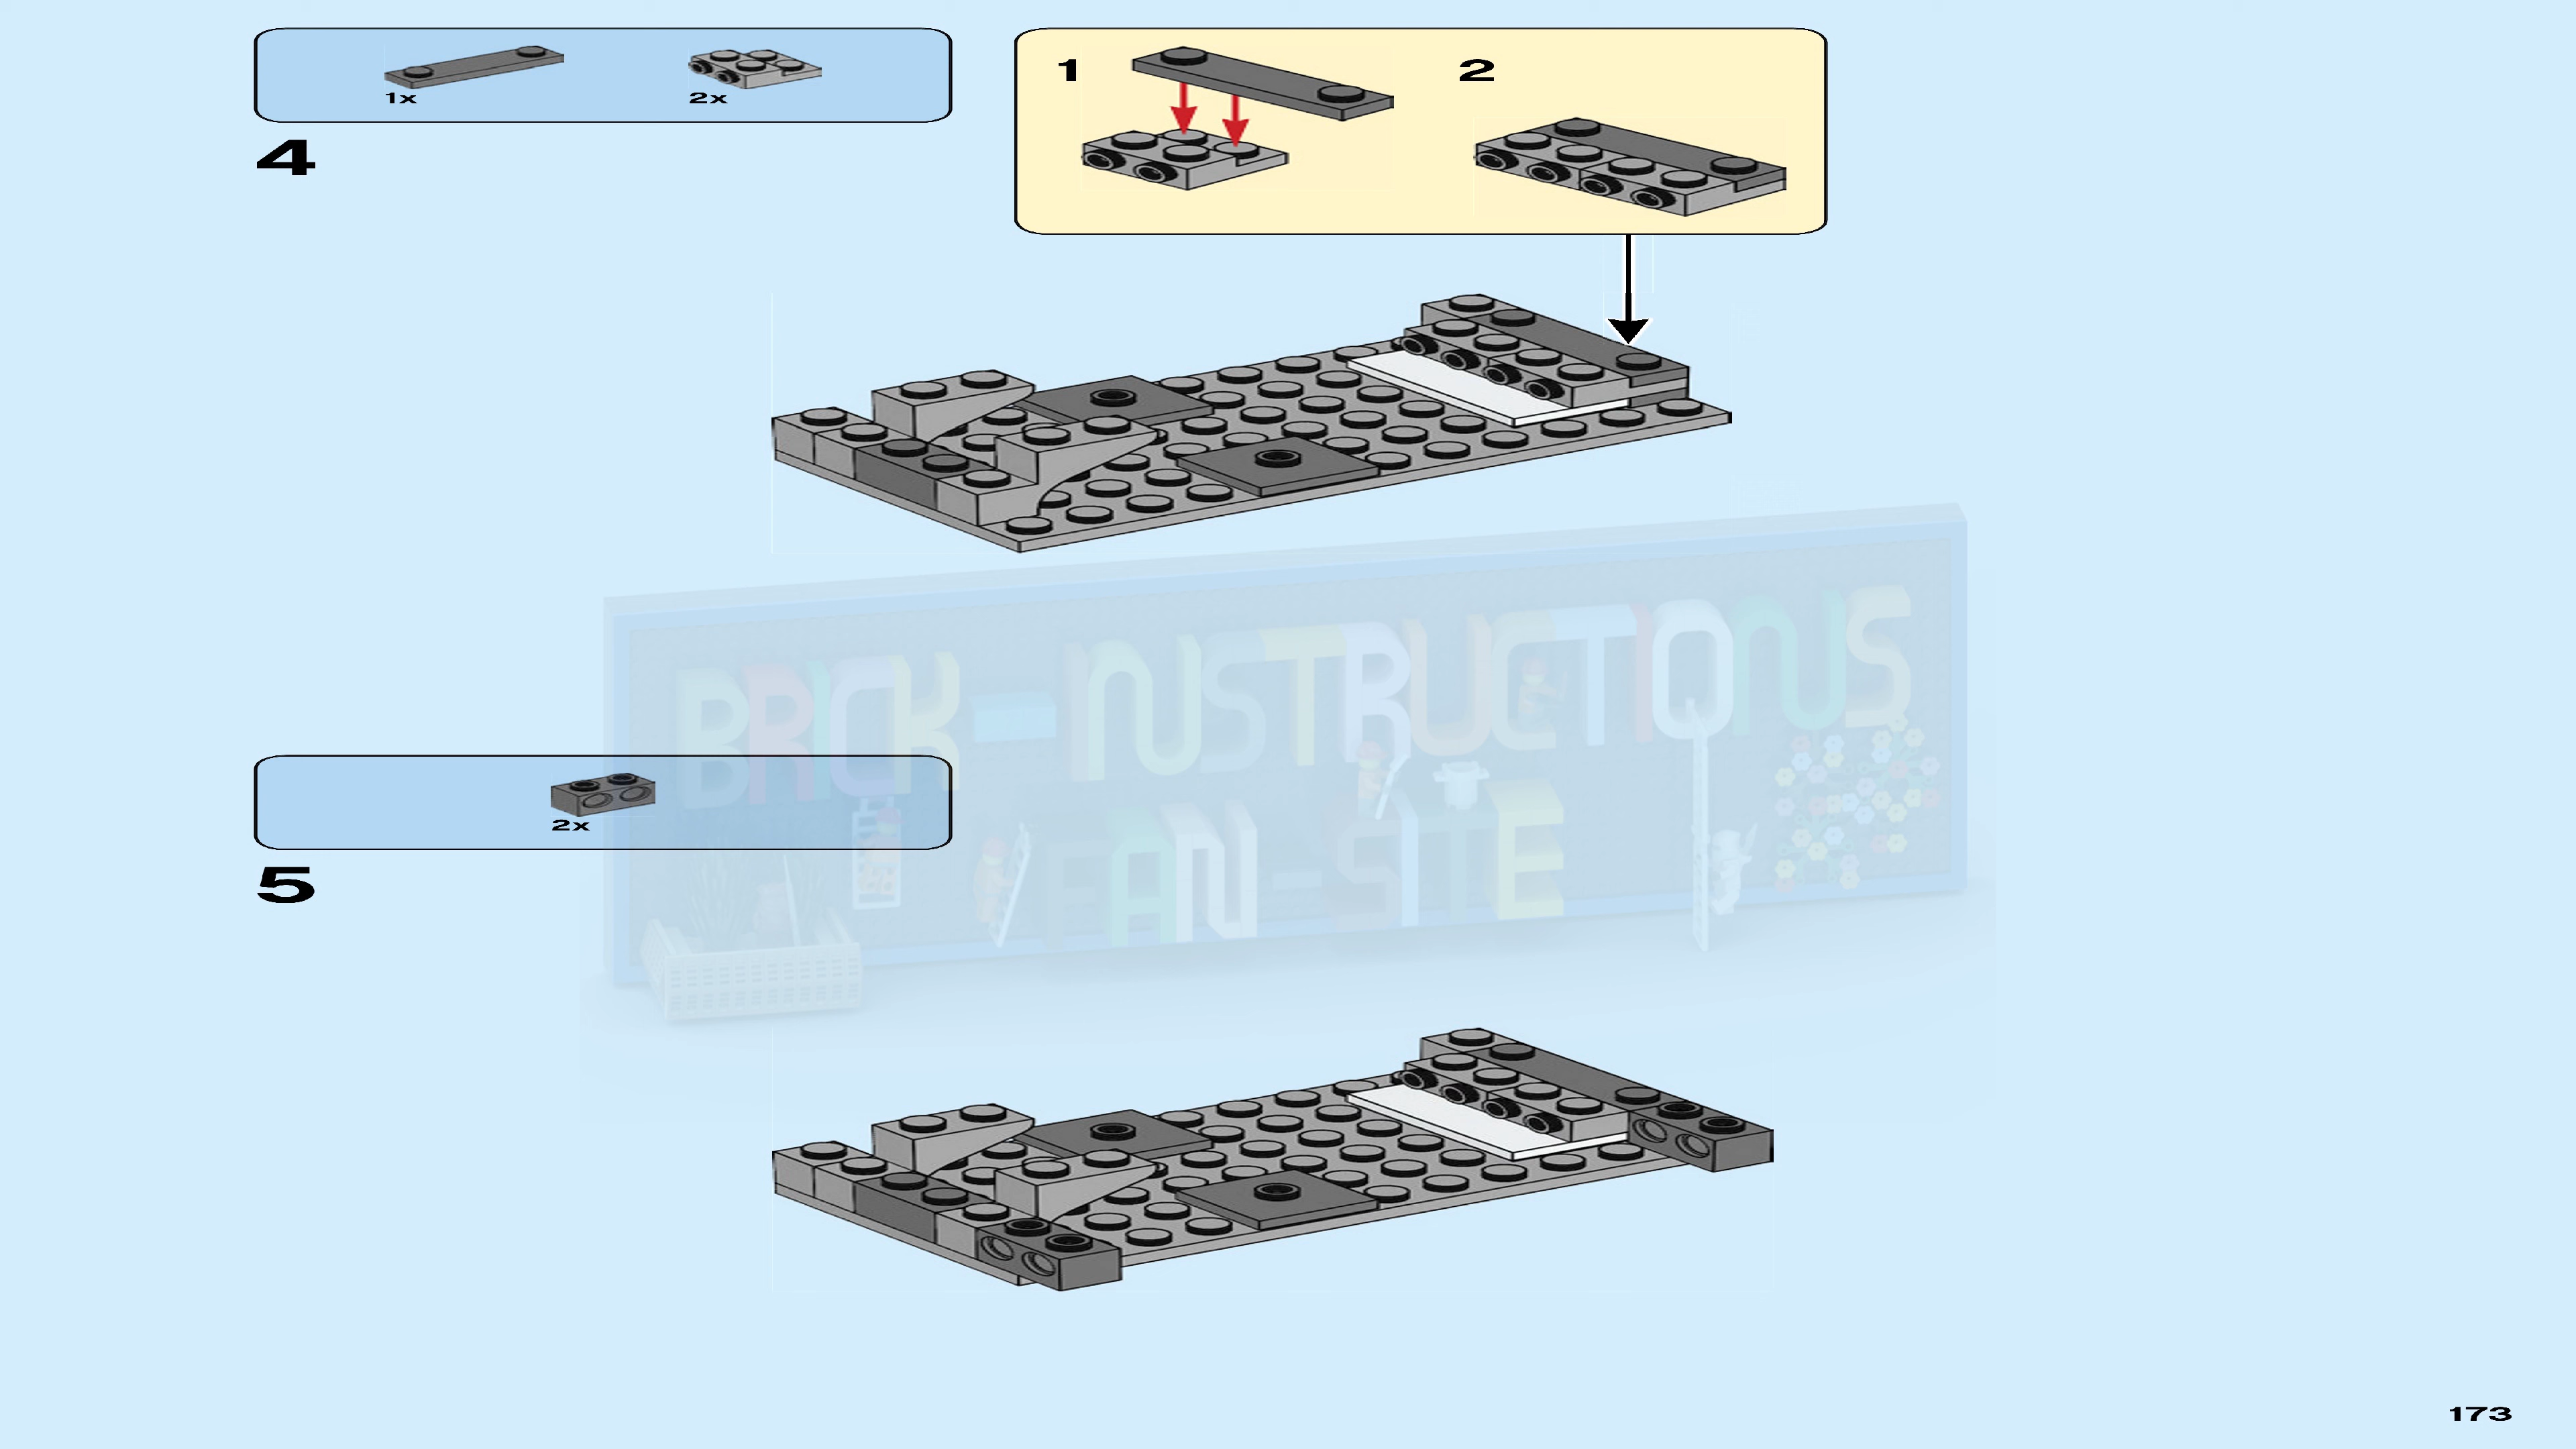 1x 2x
4
1 2
BRICK-INSTRUCTIONS
FAN-SITE
2x
5
173